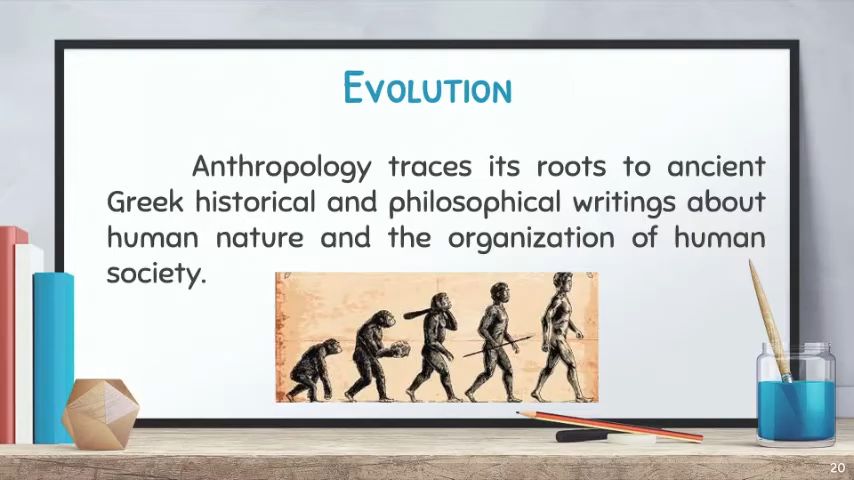 Evolution
Anthropology traces its roots to ancient
Greek historical and philosophical writings about
human nature and the organization of human
society.
20